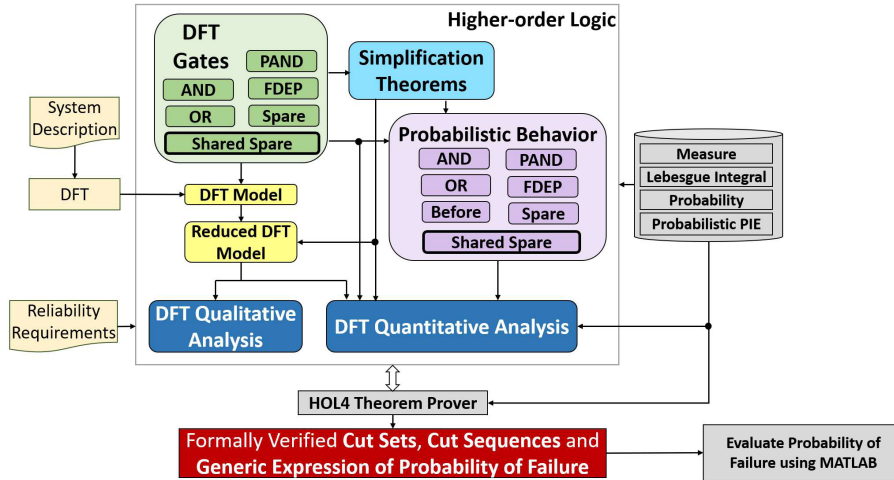 Higher-order Logic
DFT
Gates
PAND
AND
FDEP
OR
Spare
Shared Spare
Simplification
Theorems
System
Description
DFT
DFT Model
Reduced DFT
Model
Probabilistic Behavior
AND
PAND
OR
FDEP
Before
Spare
Shared Spare
Measure
Lebesgue Integral
Probability
Probabilistic PIE
Reliability
Requirements
DFT Qualitative
Analysis
DFT Quantitative Analysis
HOL4 Theorem Prover
Formally Verified Cut Sets, Cut Sequences and
Generic Expression of Probability of Failure
Evaluate Probability of
Failure using MATLAB